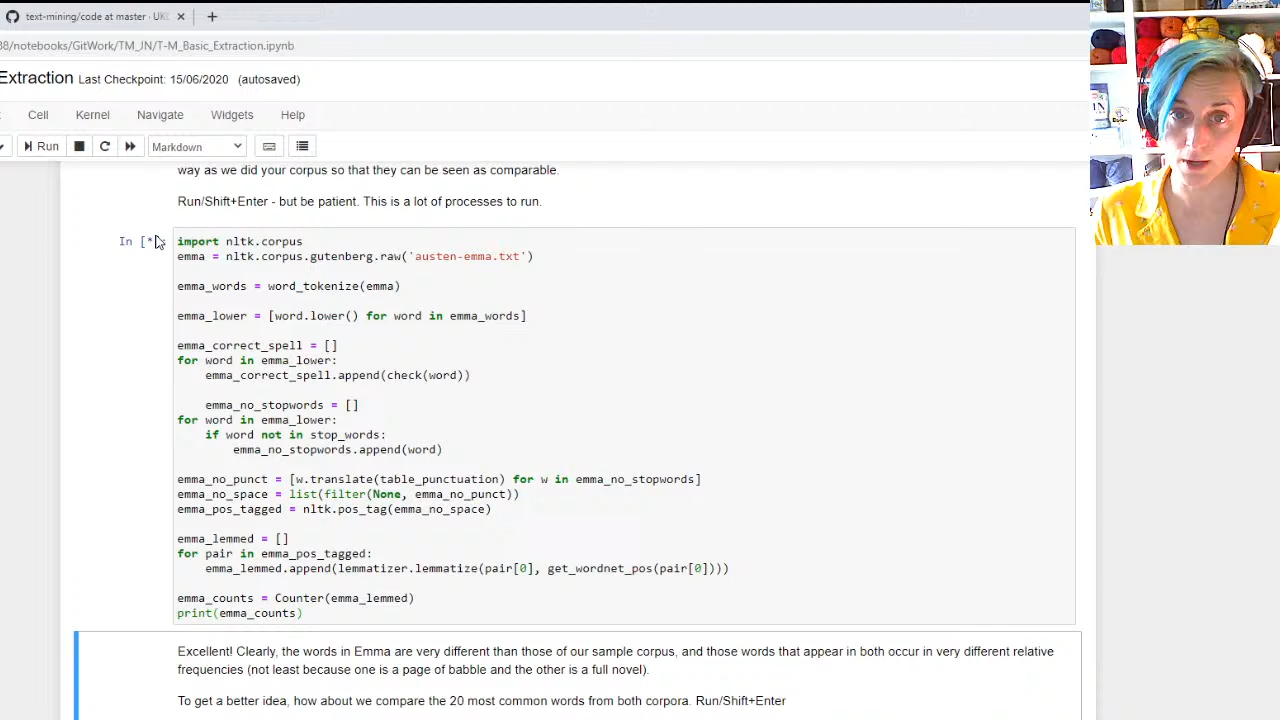 text-mining/code at master · UKD
38/notebooks/GitWork/TM_JN/T-M_Basic_Extraction.ipynb
Extraction Last Checkpoint: 15/06/2020 (autosaved)
Cell Kernel Navigate Widgets Help
Run Markdown
way as we did your corpus so that they can be seen as comparable.
Run/Shift+Enter - but be patient. This is a lot of processes to run.
In [*
import nltk.corpus
emma = nltk.corpus.gutenberg.raw('austen-emma.txt')
emma_words = word_tokenize(emma)
emma_lower = [word.lower() for word in emma_words]
emma_correct_spell = []
for word in emma_lower:
    emma_correct_spell.append(check(word))
    emma_no_stopwords = []
for word in emma_lower:
    if word not in stop_words:
        emma_no_stopwords.append(word)
emma_no_punct = [w.translate(table_punctuation) for w in emma_no_stopwords]
emma_no_space = list(filter(None, emma_no_punct))
emma_pos_tagged = nltk.pos_tag(emma_no_space)
emma_lemmed = []
for pair in emma_pos_tagged:
    emma_lemmed.append(lemmatizer.lemmatize(pair[0], get_wordnet_pos(pair[0])))
emma_counts = Counter(emma_lemmed)
print(emma_counts)
Excellent! Clearly, the words in Emma are very different than those of our sample corpus, and those words that appear in both occur in very different relative
frequencies (not least because one is a page of babble and the other is a full novel).
To get a better idea, how about we compare the 20 most common words from both corpora. Run/Shift+Enter